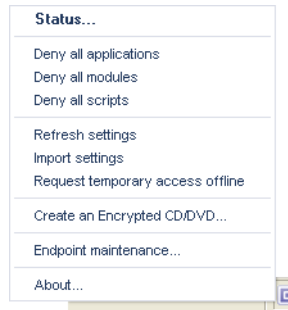 Status...
Deny all applications
Deny all modules
Deny all scripts
Refresh settings
Import settings
Request temporary access offline
Create an Encrypted CD/DVD...
Endpoint maintenance...
About...